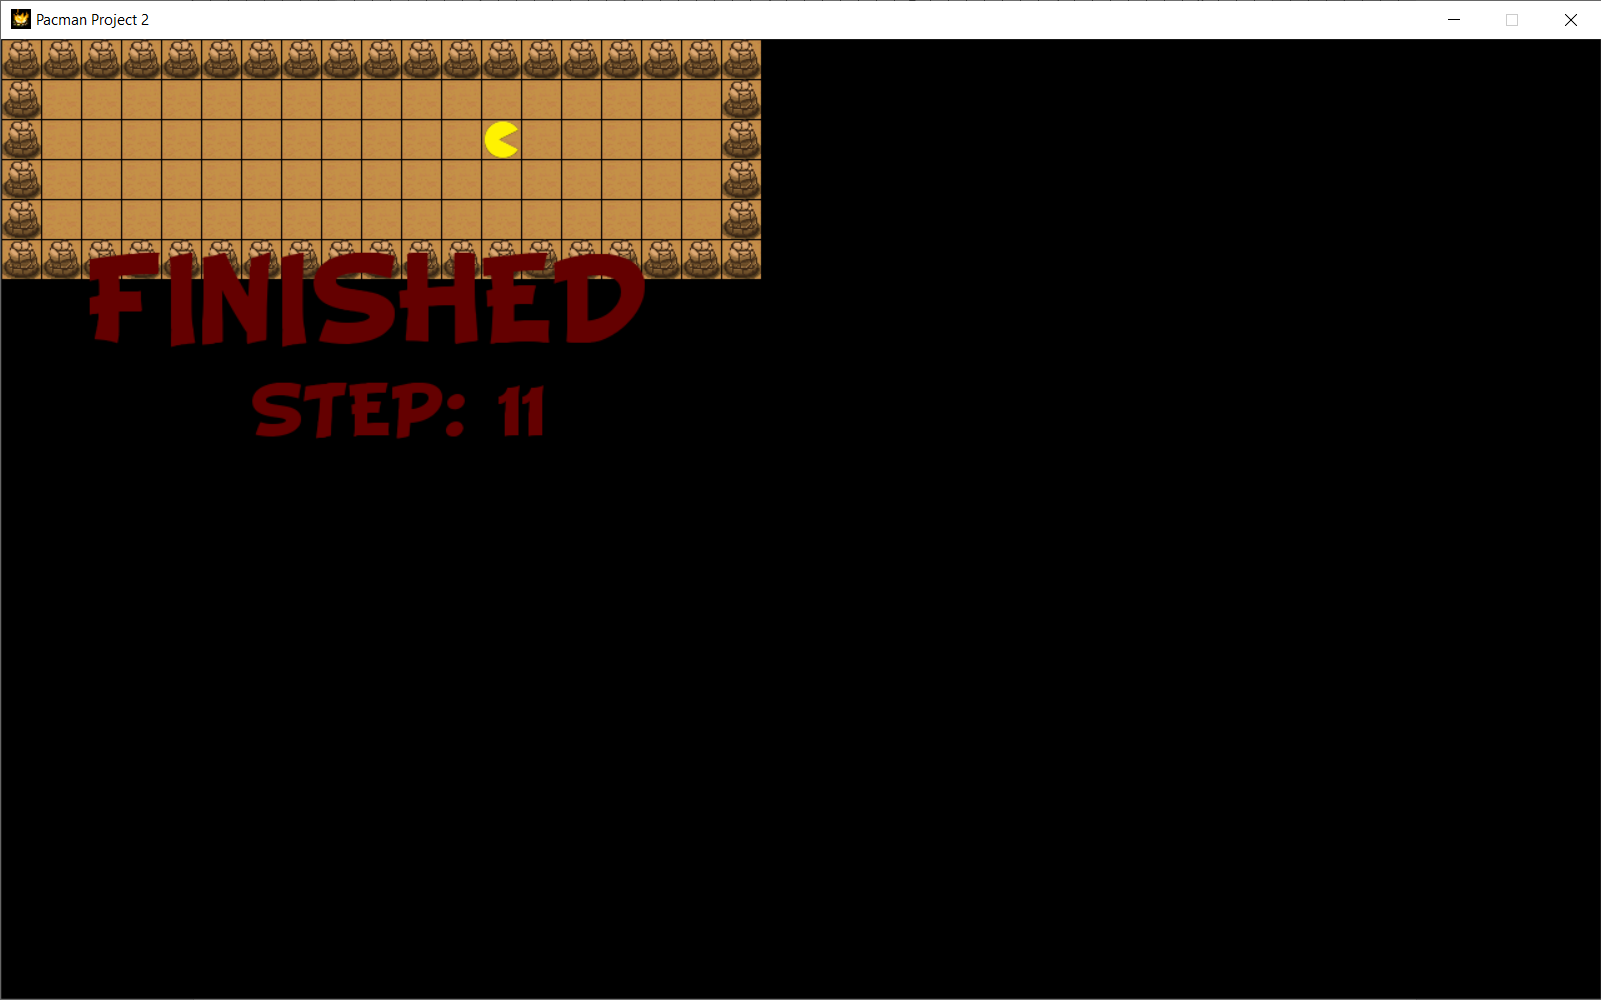 Pacman Project 2
FINISHED
STEP: 11